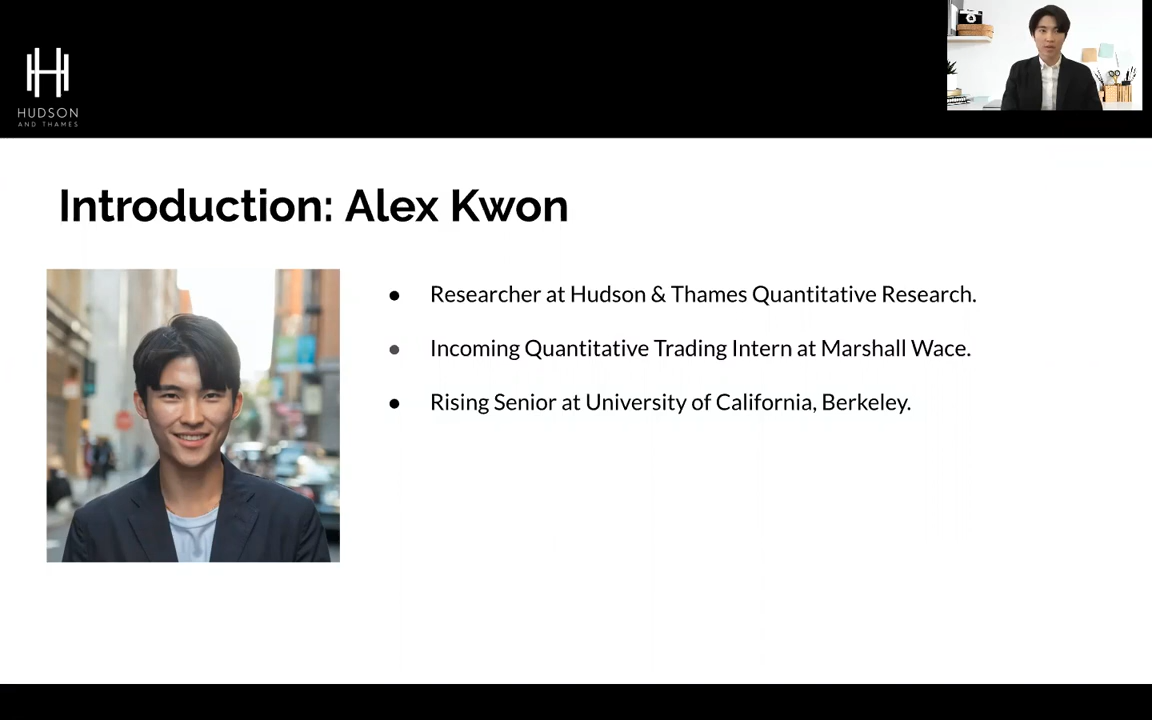 HUDSON
AND THAMES
Introduction: Alex Kwon
● Researcher at Hudson & Thames Quantitative Research.
● Incoming Quantitative Trading Intern at Marshall Wace.
● Rising Senior at University of California, Berkeley.